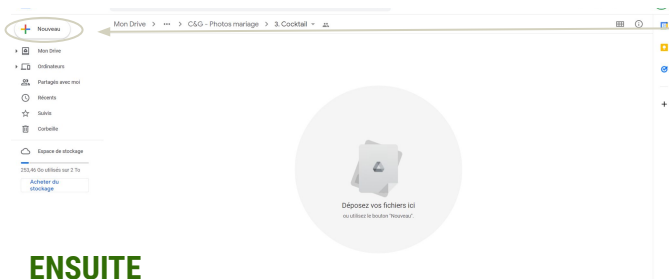 Nouveau
Mon Drive > ... > C&G - Photos mariage > 3. Cocktail
Mon Drive
Ordinateurs
Partagés avec moi
Récents
Suivis
Corbeille
Espace de stockage
253,46 Go utilisés sur 2 To
Acheter du
stockage
Déposez vos fichiers ici
ou utilisez le bouton "Nouveau".
ENSUITE